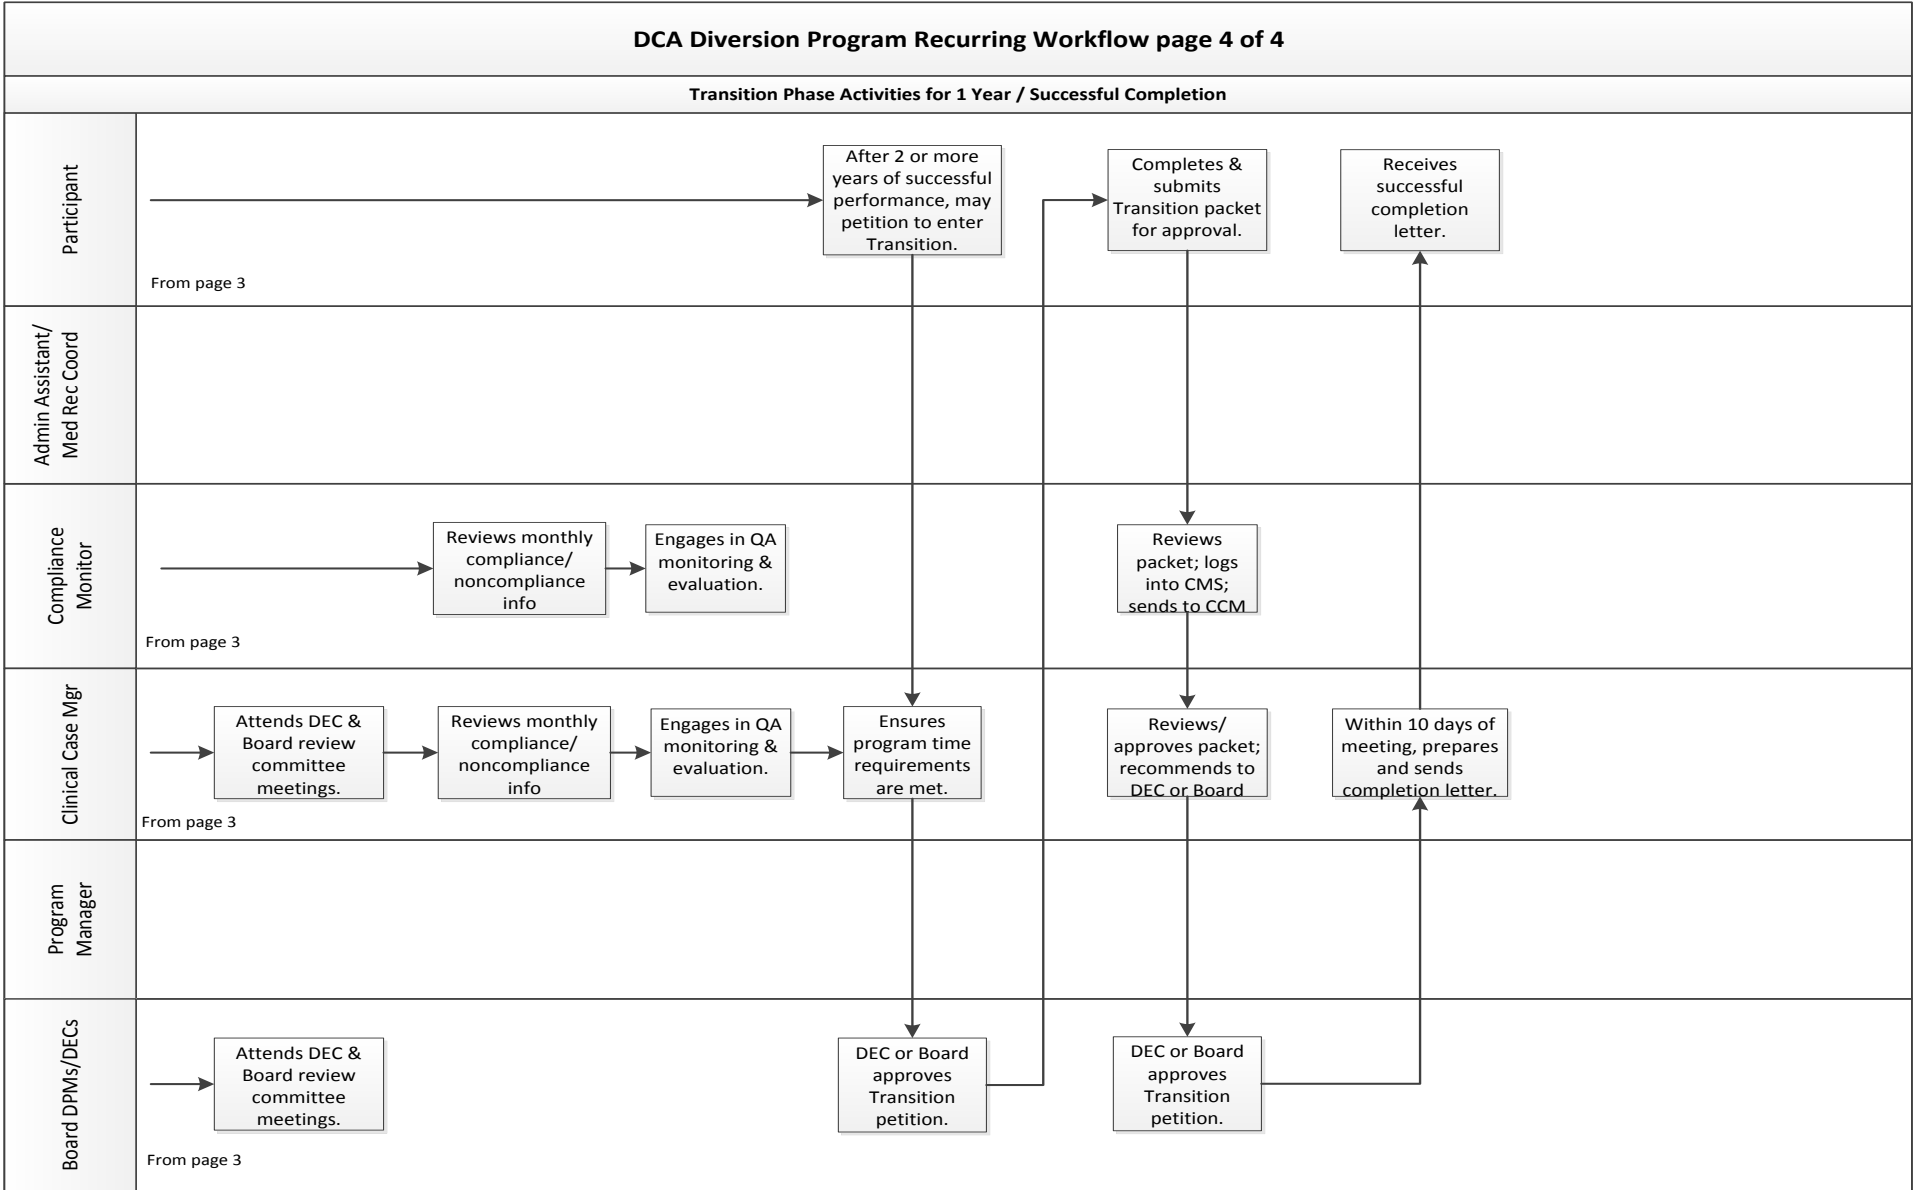 DCA Diversion Program Recurring Workflow page 4 of 4
Transition Phase Activities for 1 Year / Successful Completion
Participant
After 2 or more
years of successful
performance, may
petition to enter
Transition.
Completes &
submits
Transition packet
for approval.
Receives
successful
completion
letter.
From page 3
Admin Assistant/
Med Rec Coord
Compliance
Monitor
Reviews monthly
compliance/
noncompliance
info
Engages in QA
monitoring &
evaluation.
Reviews
packet; logs
into CMS;
sends to CCM
From page 3
Clinical Case Mgr
Attends DEC &
Board review
committee
meetings.
Reviews monthly
compliance/
noncompliance
info
Engages in QA
monitoring &
evaluation.
Ensures
program time
requirements
are met.
Reviews/
approves packet;
recommends to
DEC or Board
Within 10 days of
meeting, prepares
and sends
completion letter.
From page 3
Program
Manager
Board DPMs/DECs
Attends DEC &
Board review
committee
meetings.
DEC or Board
approves
Transition
petition.
DEC or Board
approves
Transition
petition.
From page 3